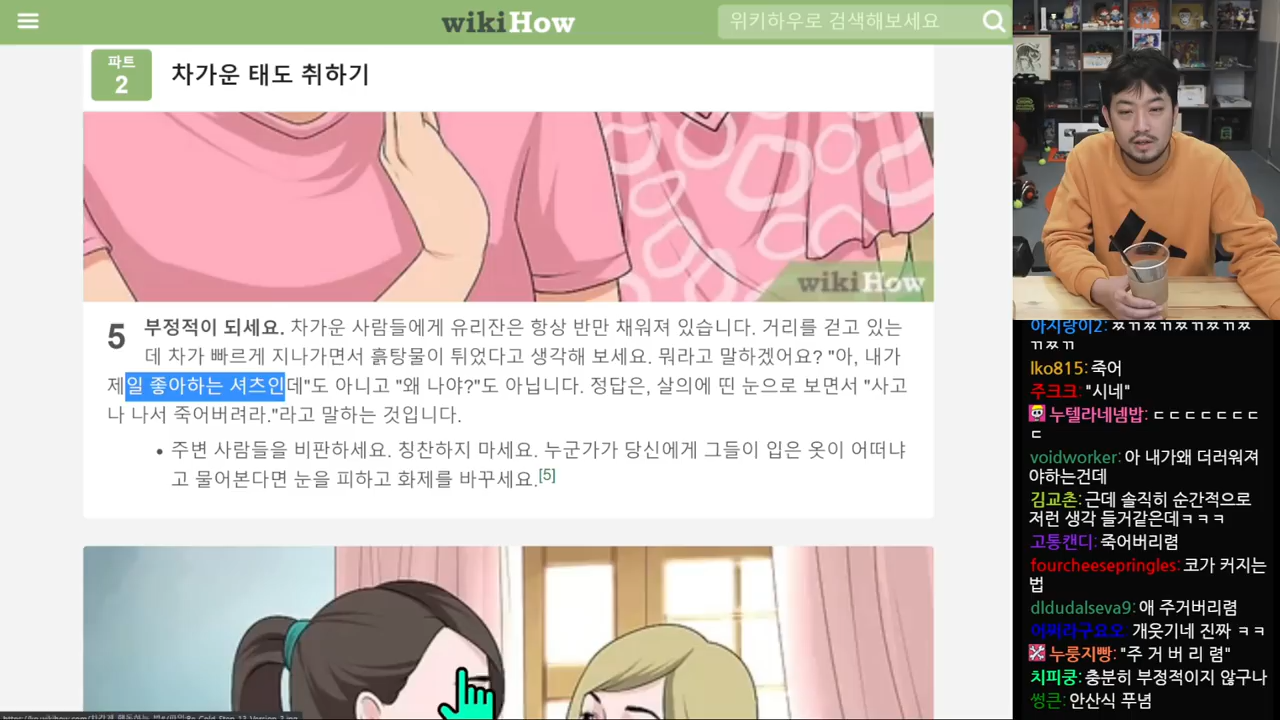 wikiHow
위키하우로 검색해보세요
파트
2
차가운 태도 취하기
wikiHow
5
부정적이 되세요. 차가운 사람들에게 유리잔은 항상 반만 채워져 있습니다. 거리를 걷고 있는
데 차가 빠르게 지나가면서 흙탕물이 튀었다고 생각해 보세요. 뭐라고 말하겠어요? "아, 내가
제일 좋아하는 셔츠인데"도 아니고 "왜 나야?"도 아닙니다. 정답은, 살의에 띤 눈으로 보면서 "사고
나 나서 죽어버려라."라고 말하는 것입니다.
• 주변 사람들을 비판하세요. 칭찬하지 마세요. 누군가가 당신에게 그들이 입은 옷이 어떠냐
고 물어본다면 눈을 피하고 화제를 바꾸세요.[5]
아지랑이2: ㅉㄲㅉㄲㅉㄲㅉㄲㅉ
ㄲㅉㄲ
lko815: 죽어
주크크: "시네"
누텔라네넴밥: ㄷㄷㄷㄷㄷㄷㄷ
ㄷ
voidworker: 아 내가왜 더러워져
야하는건데
김교촌: 근데 솔직히 순간적으로
저런 생각 들거같은데ㅋㅋㅋ
고통캔디: 죽어버리렴
fourcheesepringles: 코가 커지는
법
dldudalseva9: 얘 주거버리렴
어찌라구요오: 개웃기네 진짜 ㅋㅋ
누룽지빵: "주 거 버 리 렴"
치피쿵: 충분히 부정적이지 않구나
썽큰: 안산식 푸념